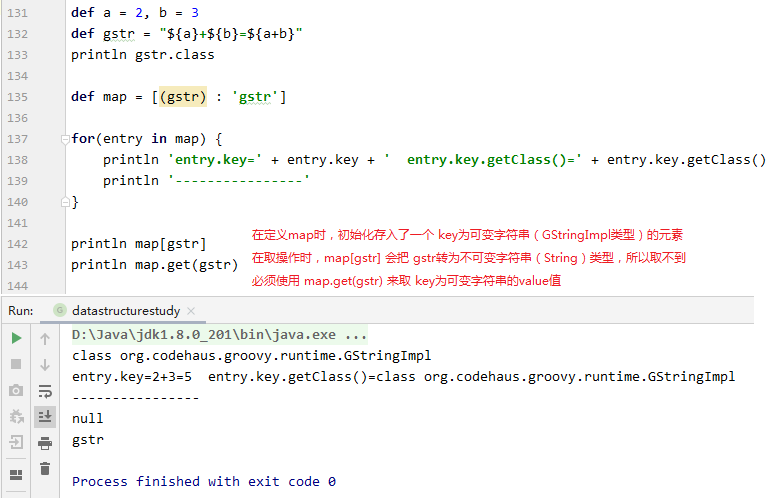 131 def a = 2, b = 3
132 def gstr = "${a}+${b}=${a+b}"
133 println gstr.class
134
135 def map = [(gstr) : 'gstr']
136
137 for(entry in map) {
138 println 'entry.key=' + entry.key + '  entry.key.getClass()=' + entry.key.getClass()
139 println '----------------'
140 }
141
142 println map[gstr]
143 println map.get(gstr)
144
在定义map时，初始化存入了一个 key为可变字符串（GStringImpl类型）的元素
在取操作时，map[gstr] 会把 gstr转为不可变字符串（String）类型，所以取不到
必须使用 map.get(gstr) 来取 key为可变字符串的value值
Run: datastructurestudy
D:\Java\jdk1.8.0_201\bin\java.exe ...
class org.codehaus.groovy.runtime.GStringImpl
entry.key=2+3=5  entry.key.getClass()=class org.codehaus.groovy.runtime.GStringImpl
----------------
null
gstr
Process finished with exit code 0